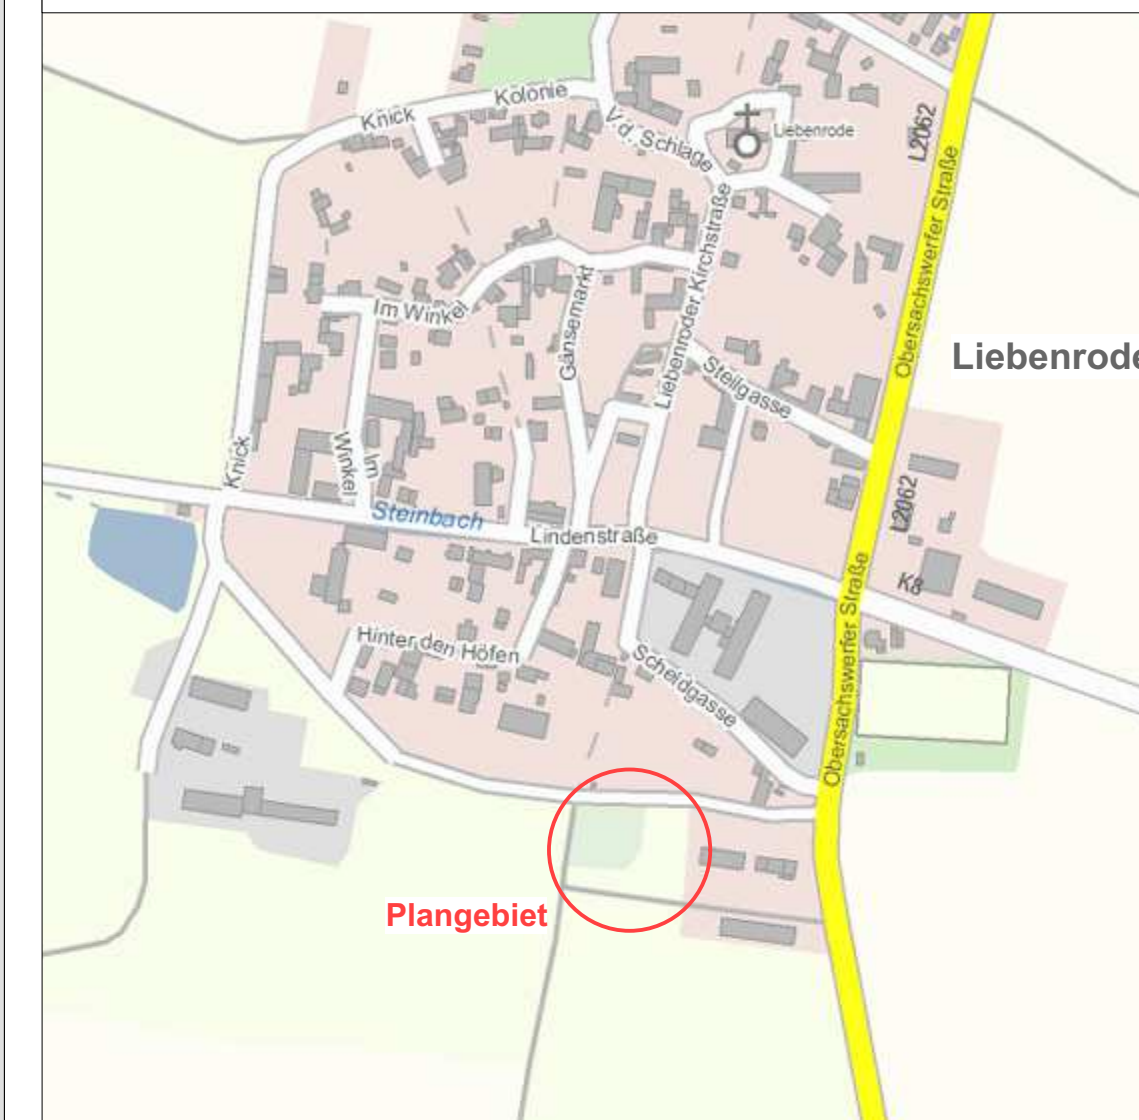 Kolonie
Knick
V.d. Schlage
Liebenrode
L2062
Obersachswerfer Straße
Liebenroder Kirchstraße
Im Winkel
Gänsemarkt
Steilgasse
Liebenrode
Knick
Im
Winkel
L2062
Steinbach
Lindenstraße
K8
Obersachswerfer Straße
Hinter den Höfen
Scheidgasse
Plangebiet